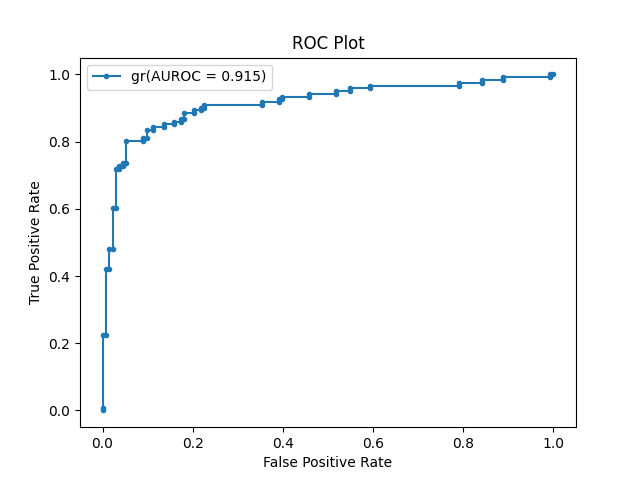 ROC Plot
gr(AUROC = 0.915)
1.0
0.8
0.6
0.4
0.2
0.0
True Positive Rate
0.0 0.2 0.4 0.6 0.8 1.0
False Positive Rate